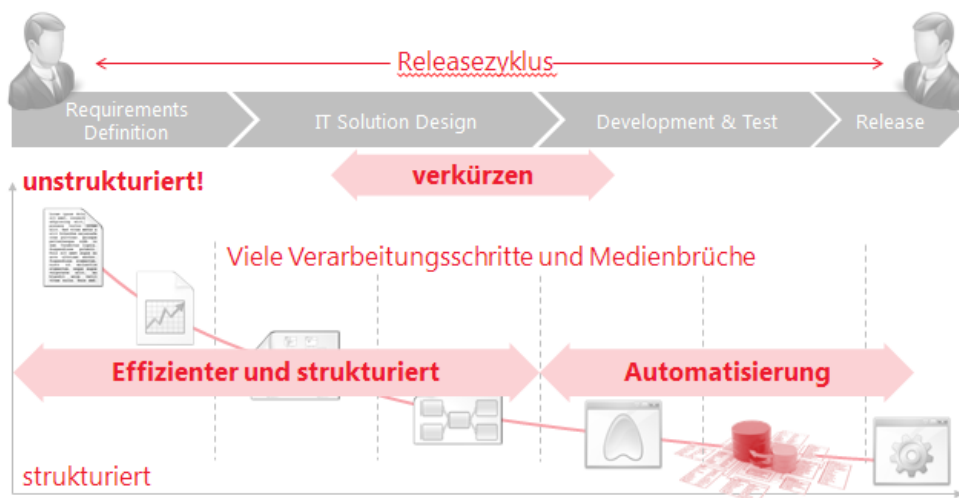 Releasezyklus
Requirements
Definition
IT Solution Design
Development & Test
Release
verkürzen
unstrukturiert!
Viele Verarbeitungsschritte und Medienbrüche
Effizienter und strukturiert
Automatisierung
strukturiert